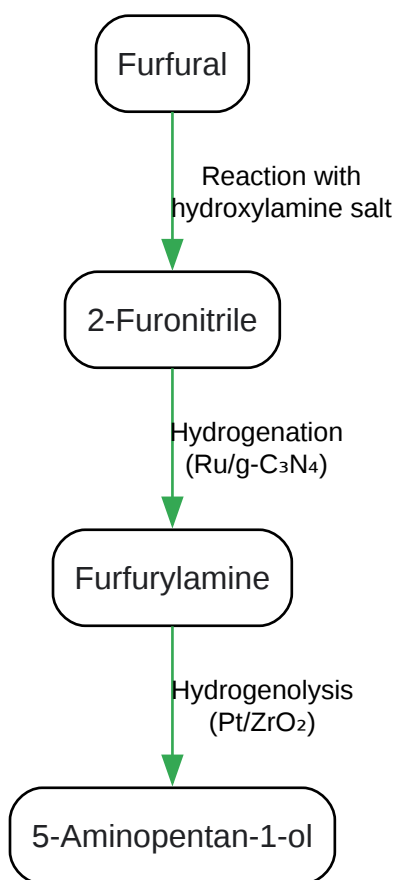 Furfural
Reaction with
hydroxylamine salt
2-Furonitrile
Hydrogenation
(Ru/g-C₃N₄)
Furfurylamine
Hydrogenolysis
(Pt/ZrO₂)
5-Aminopentan-1-ol